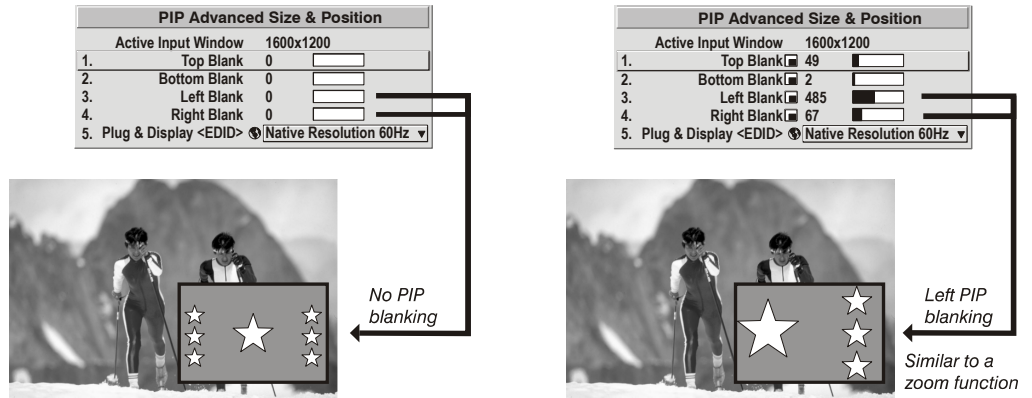 PIP Advanced Size & Position
Active Input Window 1600x1200
1. Top Blank 0
2. Bottom Blank 0
3. Left Blank 0
4. Right Blank 0
5. Plug & Display <EDID> Native Resolution 60Hz
No PIP
blanking
PIP Advanced Size & Position
Active Input Window 1600x1200
1. Top Blank 49
2. Bottom Blank 2
3. Left Blank 485
4. Right Blank 67
5. Plug & Display <EDID> Native Resolution 60Hz
Left PIP
blanking
Similar to a
zoom function